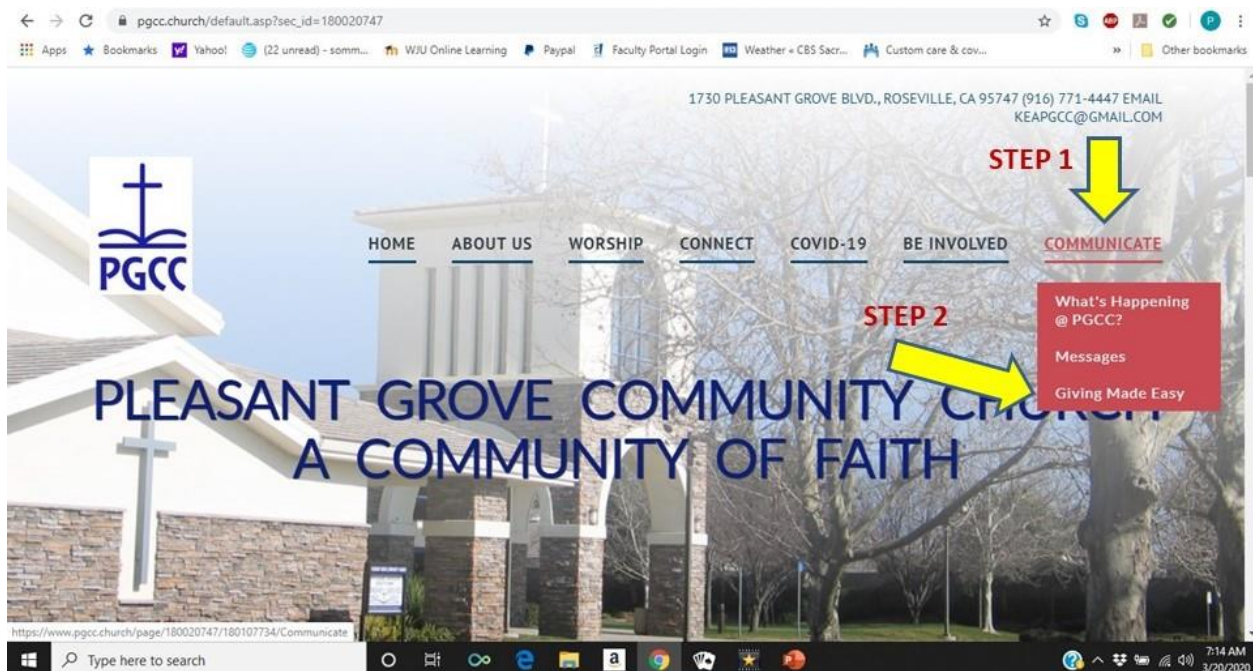 pgcc.church/default.asp?sec_id=180020747
Apps Bookmarks Yahoo! (22 unread) - somm... WJU Online Learning Paypal Faculty Portal Login Weather « CBS Sacr... Custom care & cov... » Other bookmarks
1730 PLEASANT GROVE BLVD., ROSEVILLE, CA 95747 (916) 771-4447 EMAIL
KEAPGCC@GMAIL.COM
STEP 1
PGCC
HOME ABOUT US WORSHIP CONNECT COVID-19 BE INVOLVED COMMUNICATE
What's Happening
@ PGCC?
Messages
Giving Made Easy
STEP 2
PLEASANT GROVE COMMUNITY CHURCH
A COMMUNITY OF FAITH
https://www.pgcc.church/page/180020747/180107734/Communicate
Type here to search
7:14 AM
3/20/2020